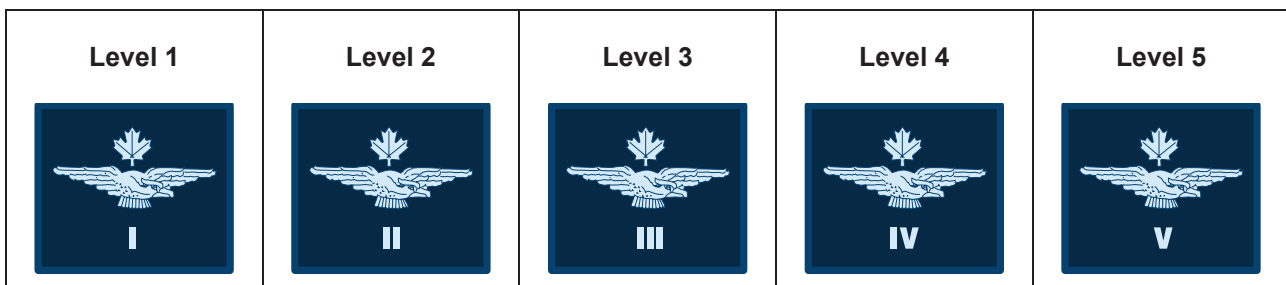 Level 1
Level 2
Level 3
Level 4
Level 5
I
II
III
IV
V